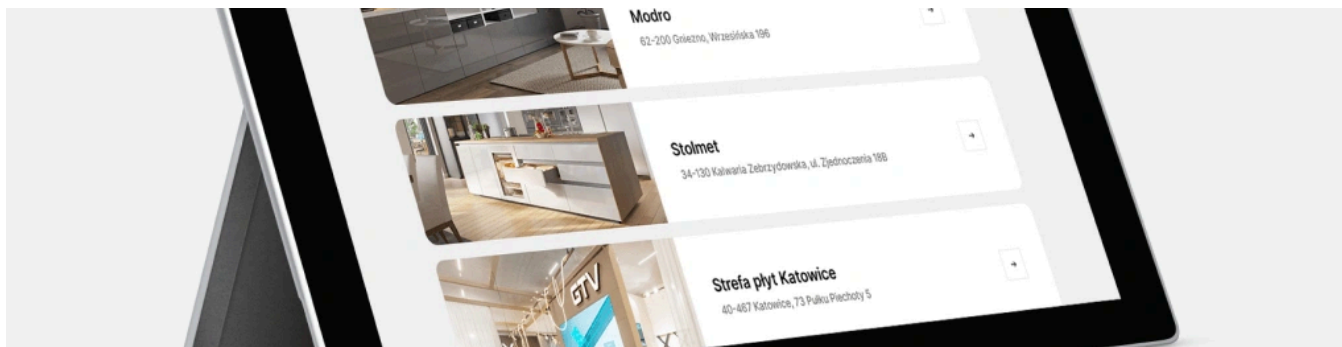 Modro
62-200 Gniezno, Wrzesińska 196
Stolmet
34-130 Kalwaria Zebrzydowska, ul. Zjednoczenia 18B
GTV
Strefa płyt Katowice
40-467 Katowice, 73 Pułku Piechoty 5